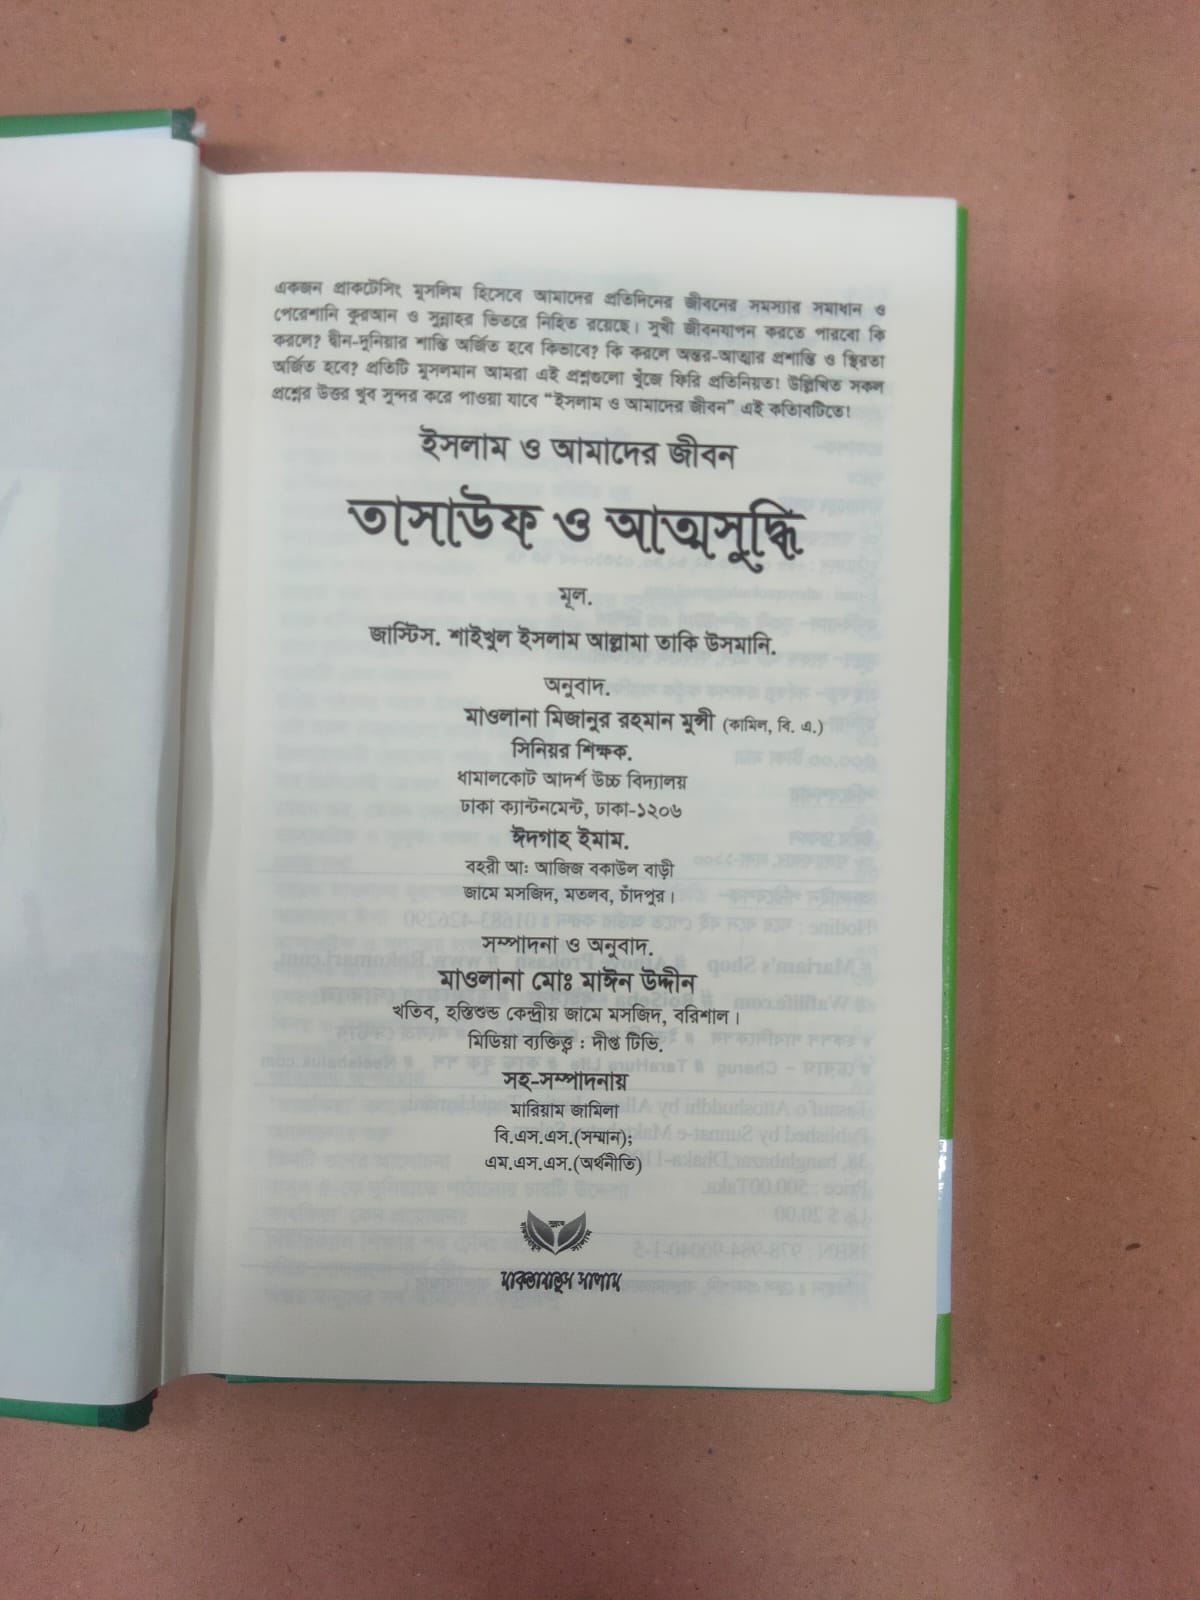 একজন প্রাকটেসিং মুসলিম হিসেবে আমাদের প্রতিদিনের জীবনের সমস্যার সমাধান ও
পেরেশানি কুরআন ও সুন্নাহর ভিতরে নিহিত রয়েছে। সুখী জীবনযাপন করতে পারবো কি
করলে? দ্বীন-দুনিয়ার শান্তি অর্জিত হবে কিভাবে? কি করলে অন্তর-আত্মার প্রশান্তি ও স্থিরতা
অর্জিত হবে? প্রতিটি মুসলমান আমরা এই প্রশ্নগুলো খুঁজে ফিরি প্রতিনিয়ত! উল্লিখিত সকল
প্রশ্নের উত্তর খুব সুন্দর করে পাওয়া যাবে "ইসলাম ও আমাদের জীবন" এই কতিাবটিতে!
ইসলাম ও আমাদের জীবন
তাসাউফ ও আত্মসুদ্ধি
মূল.
জাস্টিস. শাইখুল ইসলাম আল্লামা তাকি উসমানি.
অনুবাদ.
মাওলানা মিজানুর রহমান মুন্সী (কামিল, বি. এ.)
সিনিয়র শিক্ষক.
ধামালকোট আদর্শ উচ্চ বিদ্যালয়
ঢাকা ক্যান্টনমেন্ট, ঢাকা-১২০৬
ঈদগাহ ইমাম.
বহরী আঃ আজিজ বকাউল বাড়ী
জামে মসজিদ, মতলব, চাঁদপুর।
সম্পাদনা ও অনুবাদ.
মাওলানা মোঃ মাঈন উদ্দীন
খতিব, হস্তিশুন্ড কেন্দ্রীয় জামে মসজিদ, বরিশাল।
মিডিয়া ব্যক্তিত্ত্ব : দীপ্ত টিভি.
সহ-সম্পাদনায়
মারিয়াম জামিলা
বি.এস.এস.(সম্মান);
এম.এস.এস.(অর্থনীতি)
মাকতাবাতুস সালাম